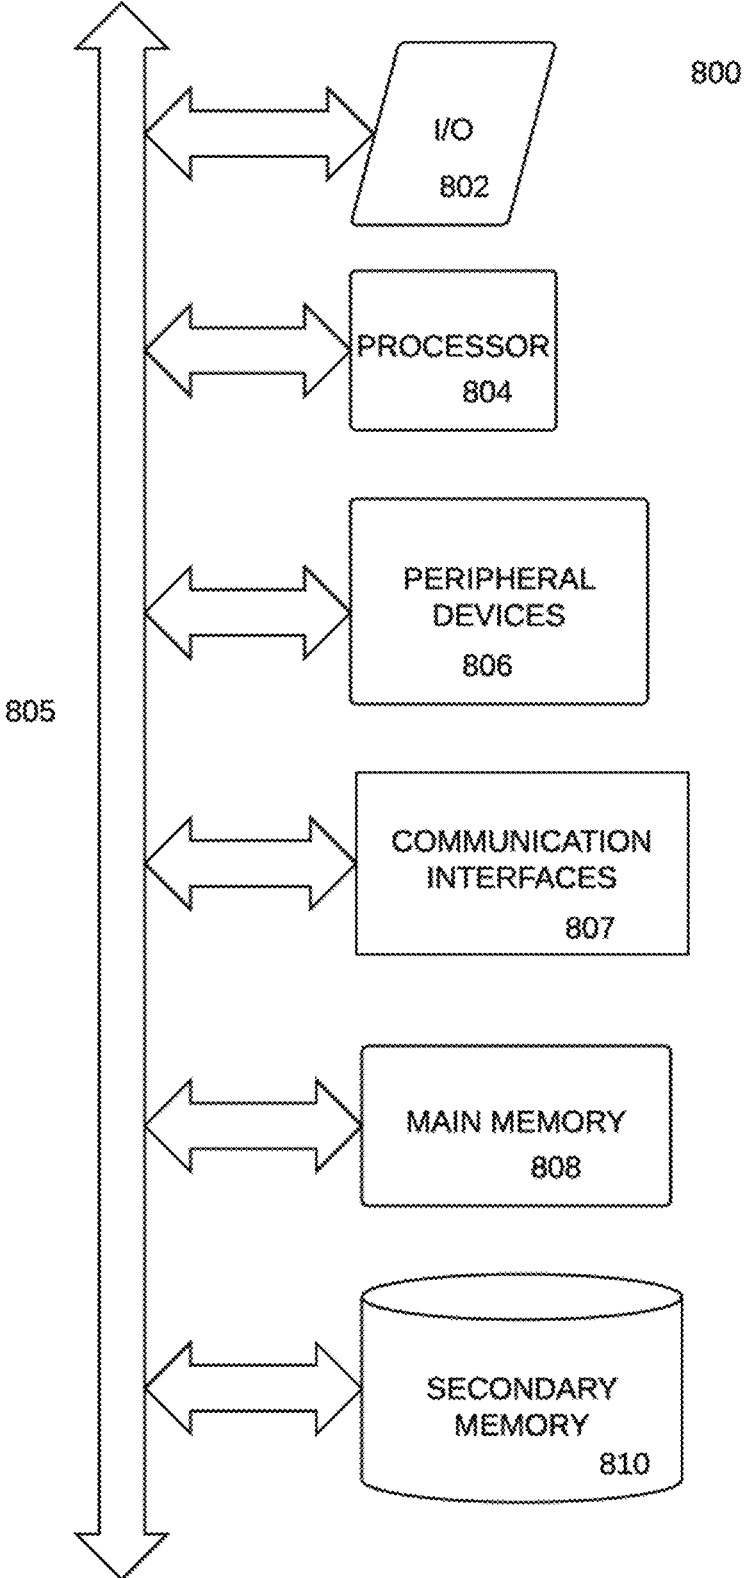 800
I/O
802
PROCESSOR
804
PERIPHERAL
DEVICES
806
805
COMMUNICATION
INTERFACES
807
MAIN MEMORY
808
SECONDARY
MEMORY
810